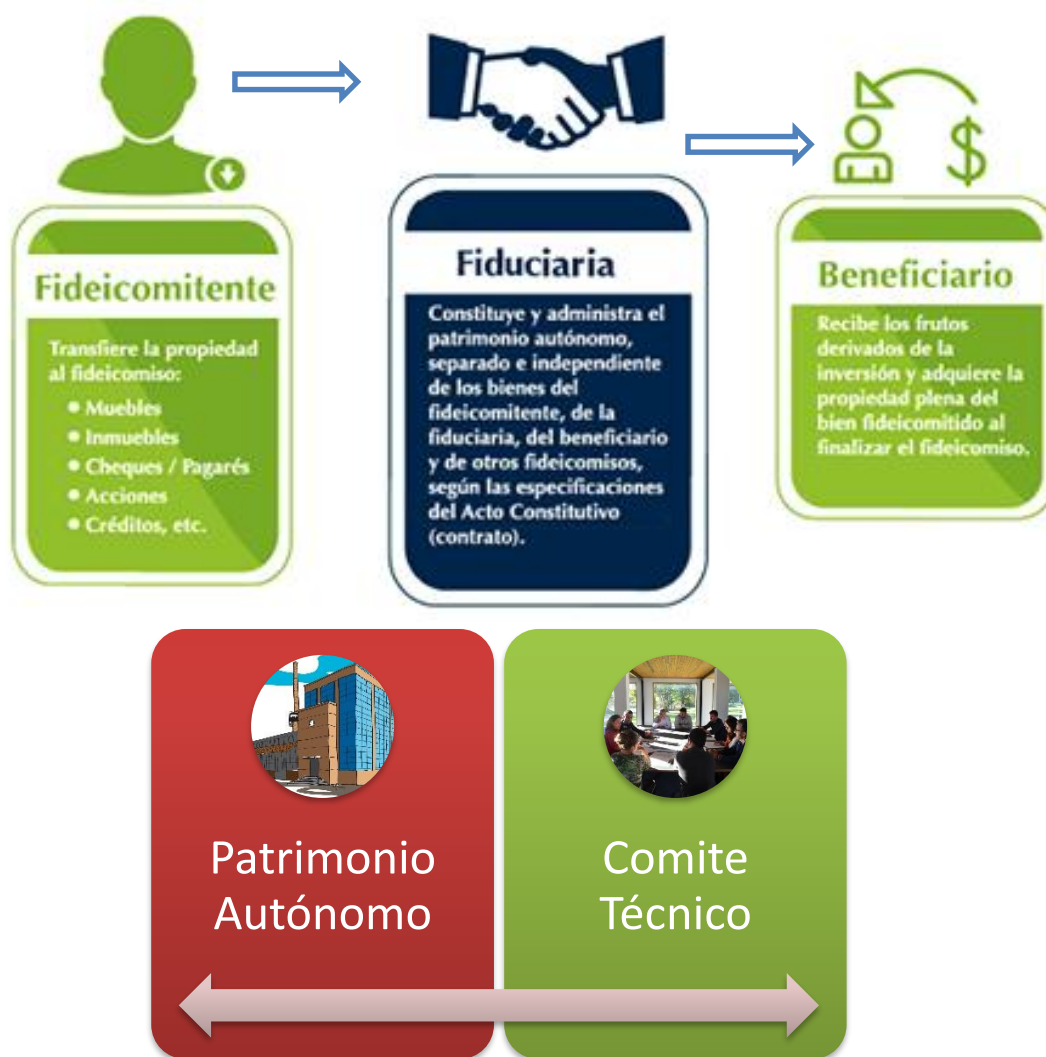 Fideicomitente
Transfiere la propiedad
al fideicomiso:
• Muebles
• Inmuebles
• Cheques / Pagarés
• Acciones
• Créditos, etc.
Fiduciaria
Constituye y administra el
patrimonio autónomo,
separado e independiente
de los bienes del
fideicomitente, de la
fiduciaria, del beneficiario
y de otros fideicomisos,
según las especificaciones
del Acto Constitutivo
(contrato).
$
Beneficiario
Recibe los frutos
derivados de la
inversión y adquiere la
propiedad plena del
bien fideicomitido al
finalizar el fideicomiso.
Patrimonio
Autónomo
Comite
Técnico